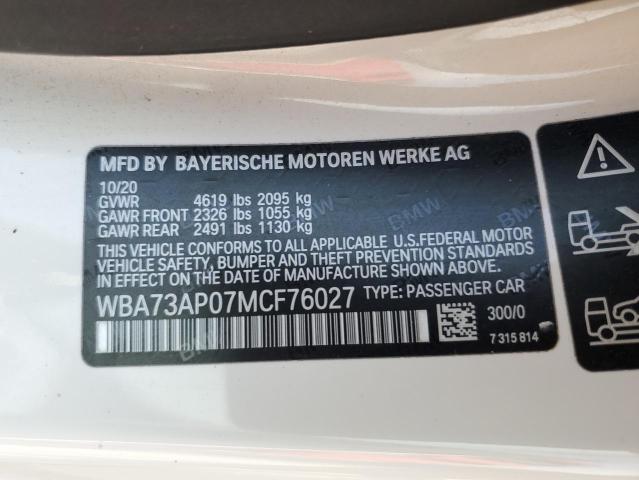 MFD BY BAYERISCHE MOTOREN WERKE AG
10/20
GVWR 4619 lbs 2095 kg
GAWR FRONT 2326 lbs 1055 kg
GAWR REAR 2491 lbs 1130 kg
THIS VEHICLE CONFORMS TO ALL APPLICABLE U.S.FEDERAL MOTOR
VEHICLE SAFETY, BUMPER AND THEFT PREVENTION STANDARDS
IN EFFECT ON THE DATE OF MANUFACTURE SHOWN ABOVE.
WBA73AP07MCF76027 TYPE: PASSENGER CAR
300/0
7 315 814